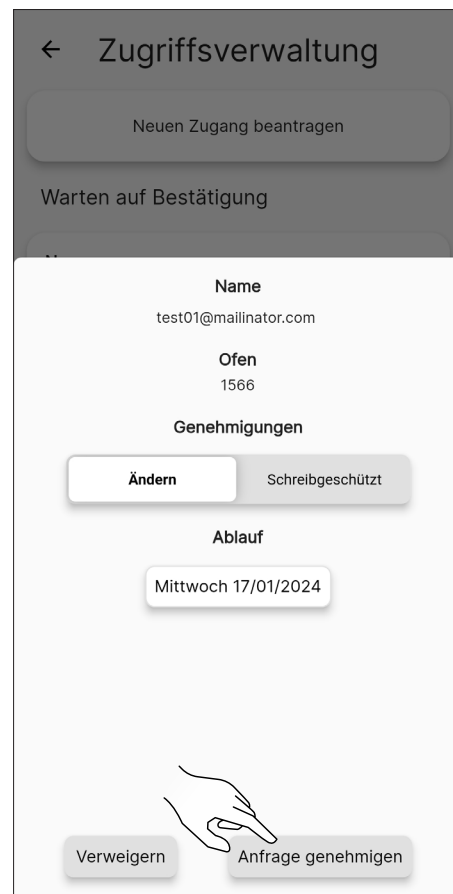 Zugriffsverwaltung
Neuen Zugang beantragen
Warten auf Bestätigung
Name
test01@mailinator.com
Ofen
1566
Genehmigungen
Ändern Schreibgeschützt
Ablauf
Mittwoch 17/01/2024
Verweigern Anfrage genehmigen